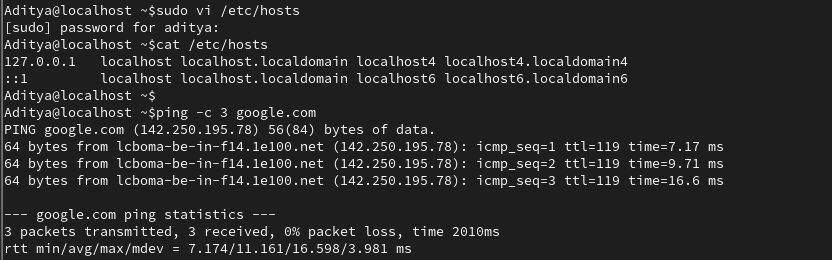 Aditya@localhost ~$sudo vi /etc/hosts
[sudo] password for aditya:
Aditya@localhost ~$cat /etc/hosts
127.0.0.1   localhost localhost.localdomain localhost4 localhost4.localdomain4
::1         localhost localhost.localdomain localhost6 localhost6.localdomain6
Aditya@localhost ~$
Aditya@localhost ~$ping -c 3 google.com
PING google.com (142.250.195.78) 56(84) bytes of data.
64 bytes from lcboma-be-in-f14.1e100.net (142.250.195.78): icmp_seq=1 ttl=119 time=7.17 ms
64 bytes from lcboma-be-in-f14.1e100.net (142.250.195.78): icmp_seq=2 ttl=119 time=9.71 ms
64 bytes from lcboma-be-in-f14.1e100.net (142.250.195.78): icmp_seq=3 ttl=119 time=16.6 ms

--- google.com ping statistics ---
3 packets transmitted, 3 received, 0% packet loss, time 2010ms
rtt min/avg/max/mdev = 7.174/11.161/16.598/3.981 ms